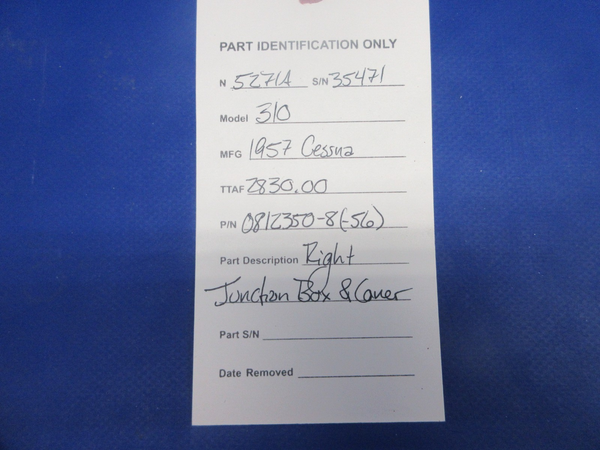 PART IDENTIFICATION ONLY
N 5271A S/N 35471
Model 310
MFG 1957 Cessna
TTAF 2830.00
P/N 0812350-8(-56)
Part Description Right
Junction Box & Cover
Part S/N
Date Removed